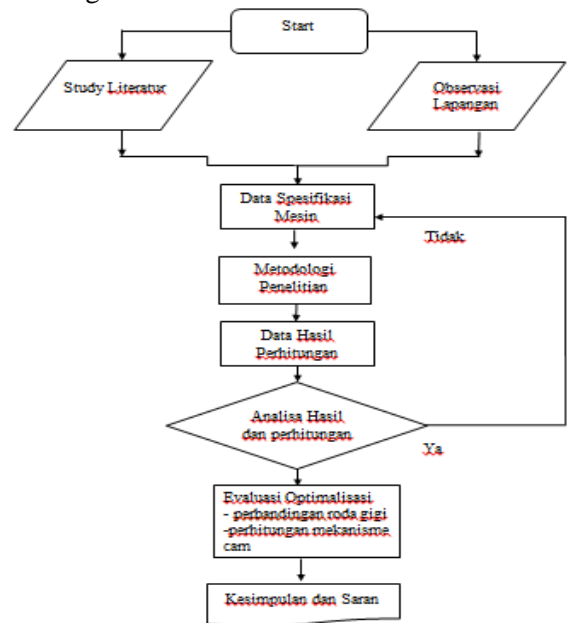 Start
Study Literatur
Observasi
Lapangan
Data Spesifikasi
Mesin
Tidak
Metodologi
Penelitian
Data Hasil
Perhitungan
Analisa Hasil
dan perhitungan
Ya
Evaluasi Optimalisasi
- perbandingan roda gigi
-perhitungan mekanisme
cam
Kesimpulan dan Saran